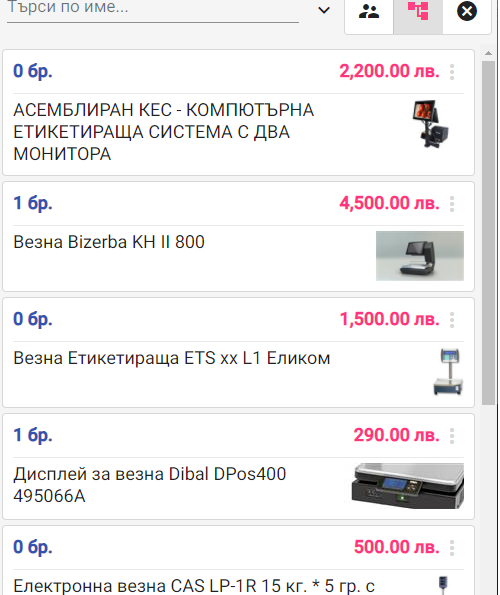 Търси по име...
0 бр.
2,200.00 лв.
АСЕМБЛИРАН КЕС - КОМПЮТЪРНА
ЕТИКЕТИРАЩА СИСТЕМА С ДВА
МОНИТОРА
1 бр.
4,500.00 лв.
Везна Bizerba KH II 800
0 бр.
1,500.00 лв.
Везна Етикетираща ETS xx L1 Еликом
1 бр.
290.00 лв.
Дисплей за везна Dibal DPos400
495066A
0 бр.
500.00 лв.
Електронна везна CAS LP-1R 15 кг. * 5 гр. с